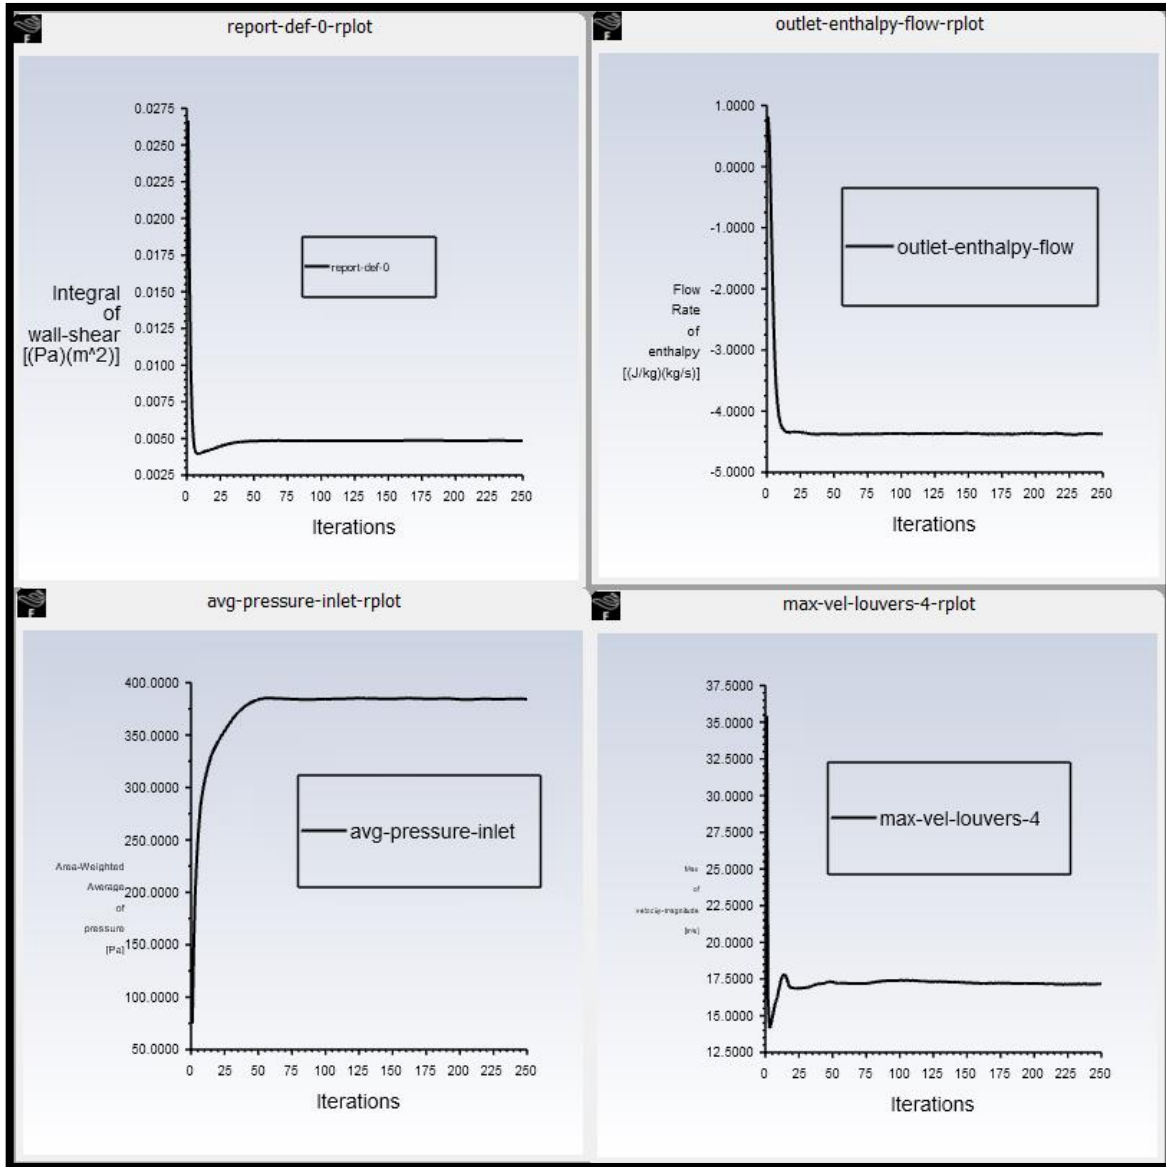 report-def-0-rplot
0.0275
0.0250
0.0225
0.0200
0.0175
0.0150
0.0125
0.0100
0.0075
0.0050
0.0025
Integral
of
wall-shear
[(Pa)(m^2)]
report-def-0
0 25 50 75 100 125 150 175 200 225 250
Iterations
outlet-enthalpy-flow-rplot
1.0000
0.0000
-1.0000
-2.0000
-3.0000
-4.0000
-5.0000
Flow
Rate
of
enthalpy
[(J/kg)(kg/s)]
outlet-enthalpy-flow
0 25 50 75 100 125 150 175 200 225 250
Iterations
avg-pressure-inlet-rplot
400.0000
350.0000
300.0000
250.0000
200.0000
150.0000
100.0000
50.0000
Area-Weighted
Average
of
pressure
[Pa]
avg-pressure-inlet
0 25 50 75 100 125 150 175 200 225 250
Iterations
max-vel-louvers-4-rplot
37.5000
35.0000
32.5000
30.0000
27.5000
25.0000
22.5000
20.0000
17.5000
15.0000
12.5000
Max
of
velocity-magnitude
[m/s]
max-vel-louvers-4
0 25 50 75 100 125 150 175 200 225 250
Iterations